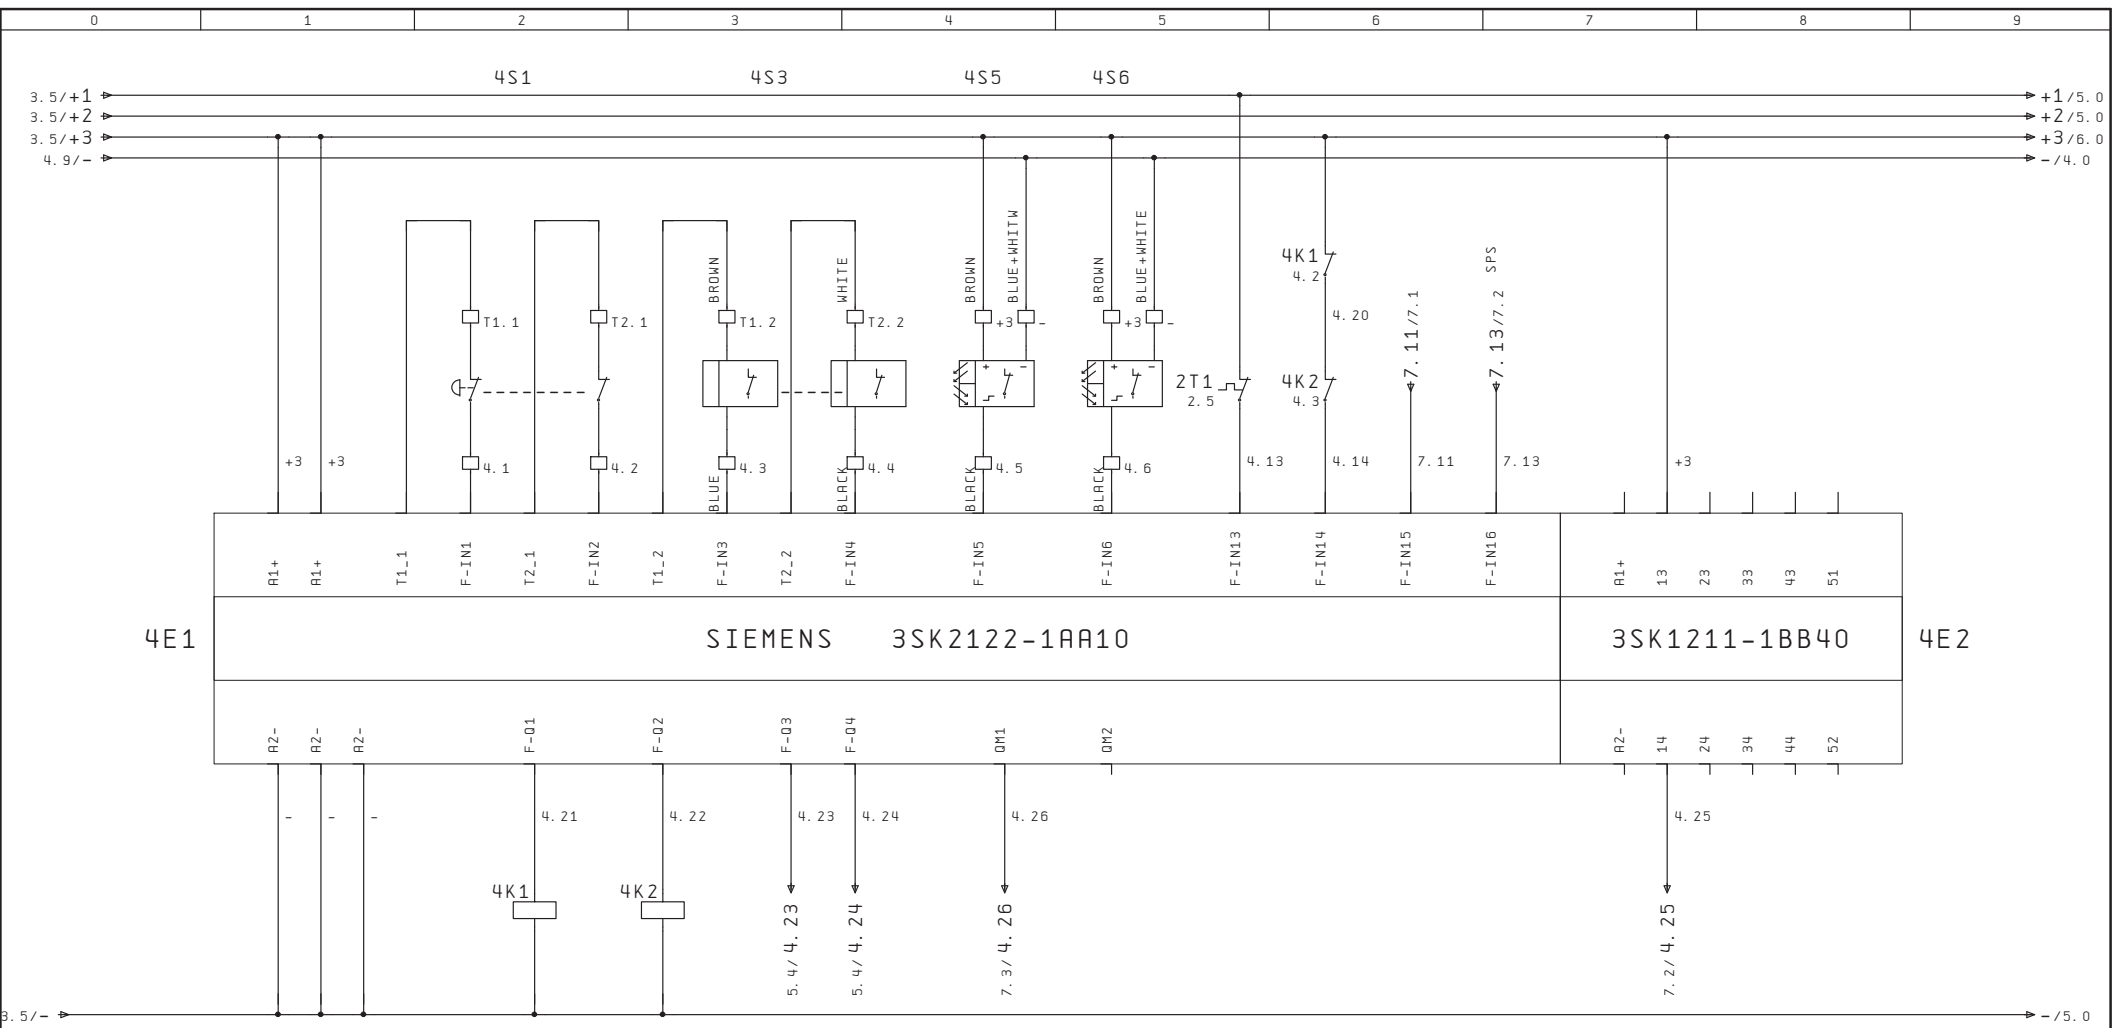 0 1 2 3 4 5 6 7 8 9
4S1 4S3 4S5 4S6
3.5/+1 +1/5.0
3.5/+2 +2/5.0
3.5/+3 +3/6.0
4.9/- -/4.0
BROWN WHITE BROWN BLUE+WHITW BROWN BLUE+WHITE
4K1
4.2
SPS
T1.1 T2.1 T1.2 T2.2 +3 - +3 - 4.20 7.11/7.1 7.13/7.2
+ - + -
2T1 4K2
2.5 4.3
+3 +3 4.1 4.2 4.3 4.4 4.5 4.6 4.13 4.14 7.11 7.13 +3
BLUE BLACK BLACK BLACK
A1+ A1+ T1_1 F-IN1 T2_1 F-IN2 T1_2 F-IN3 T2_2 F-IN4 F-IN5 F-IN6 F-IN13 F-IN14 F-IN15 F-IN16 A1+ 13 23 33 43 51
4E1 SIEMENS 3SK2122-1AA10 3SK1211-1BB40 4E2
A2- A2- A2- F-Q1 F-Q2 F-Q3 F-Q4 QM1 QM2 A2- 14 24 34 44 52
- - - 4.21 4.22 4.23 4.24 4.26 4.25
4K1 4K2
5.4/4.23 5.4/4.24 7.3/4.26 7.2/4.25
3.5/- -/5.0